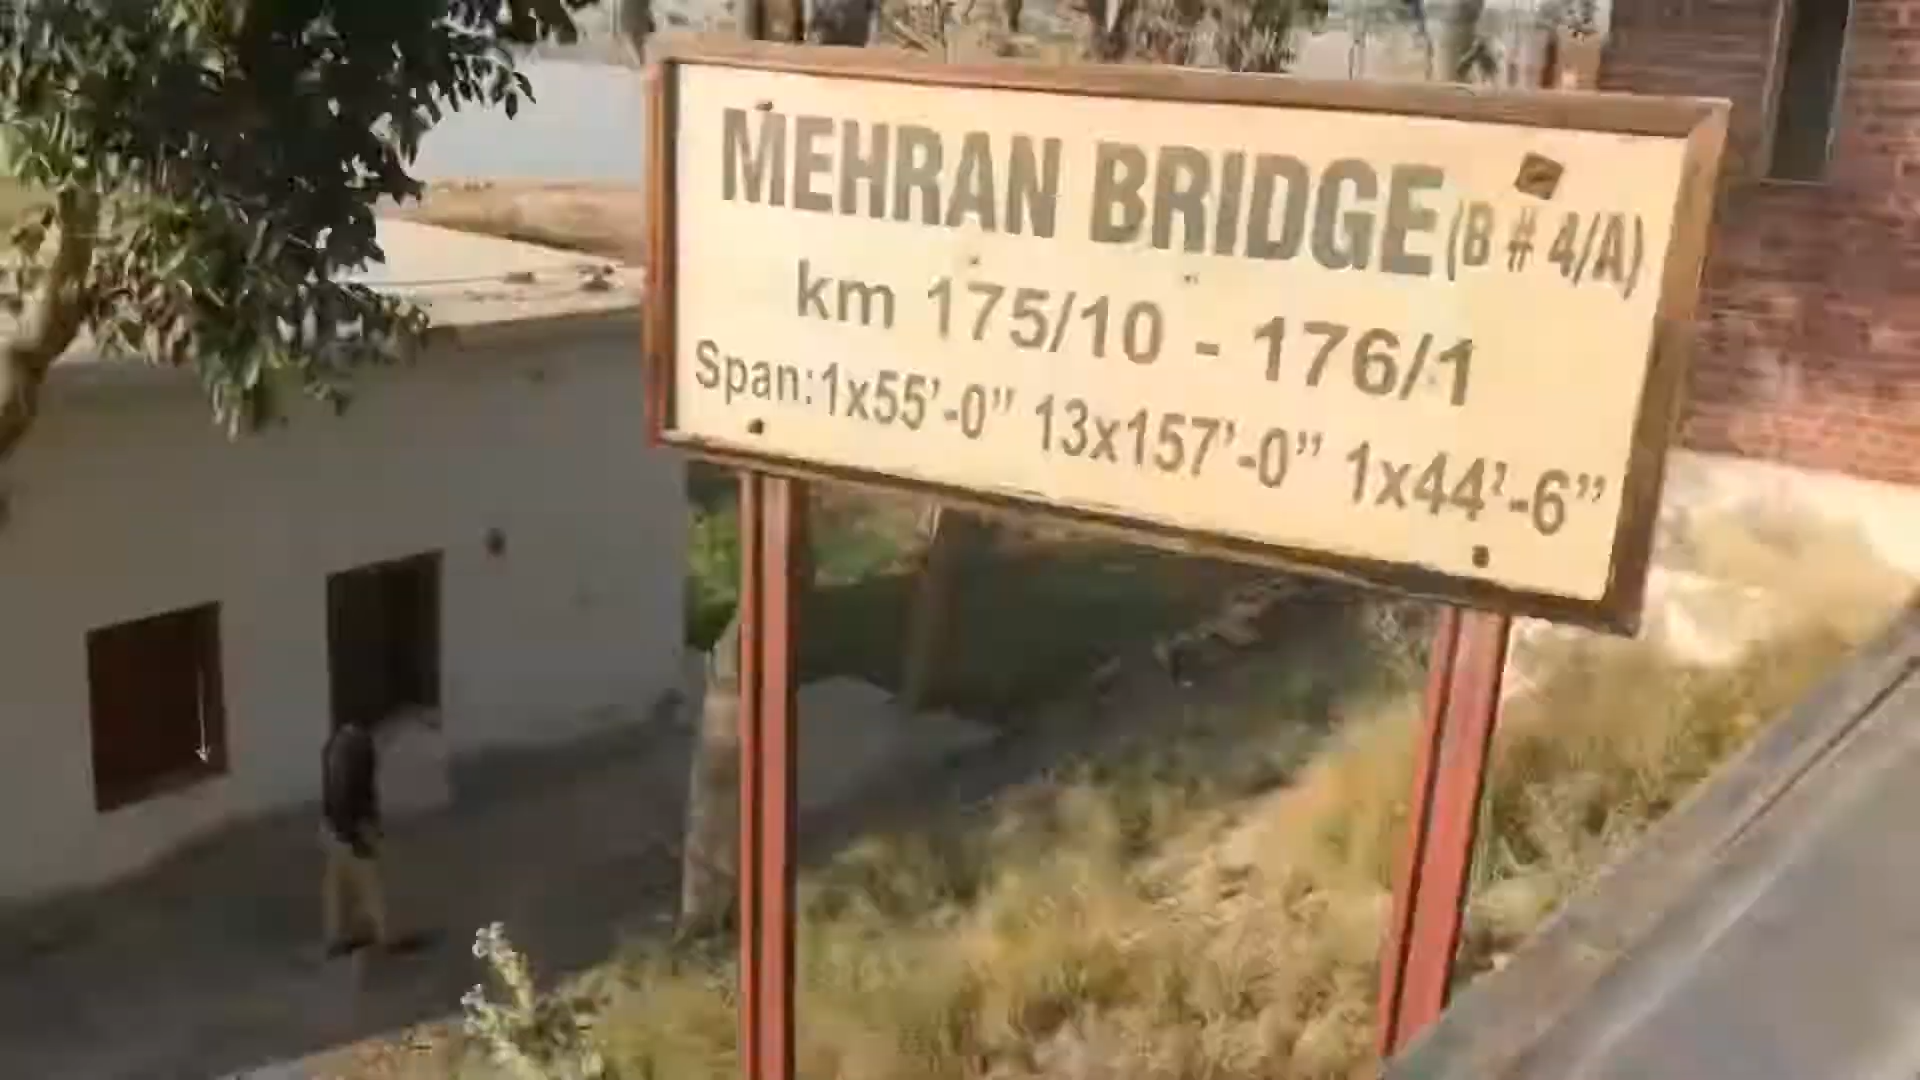 MEHRAN BRIDGE (B # 4/A)
km 175/10 - 176/1
Span:1x55'-0" 13x157'-0" 1x44'-6"